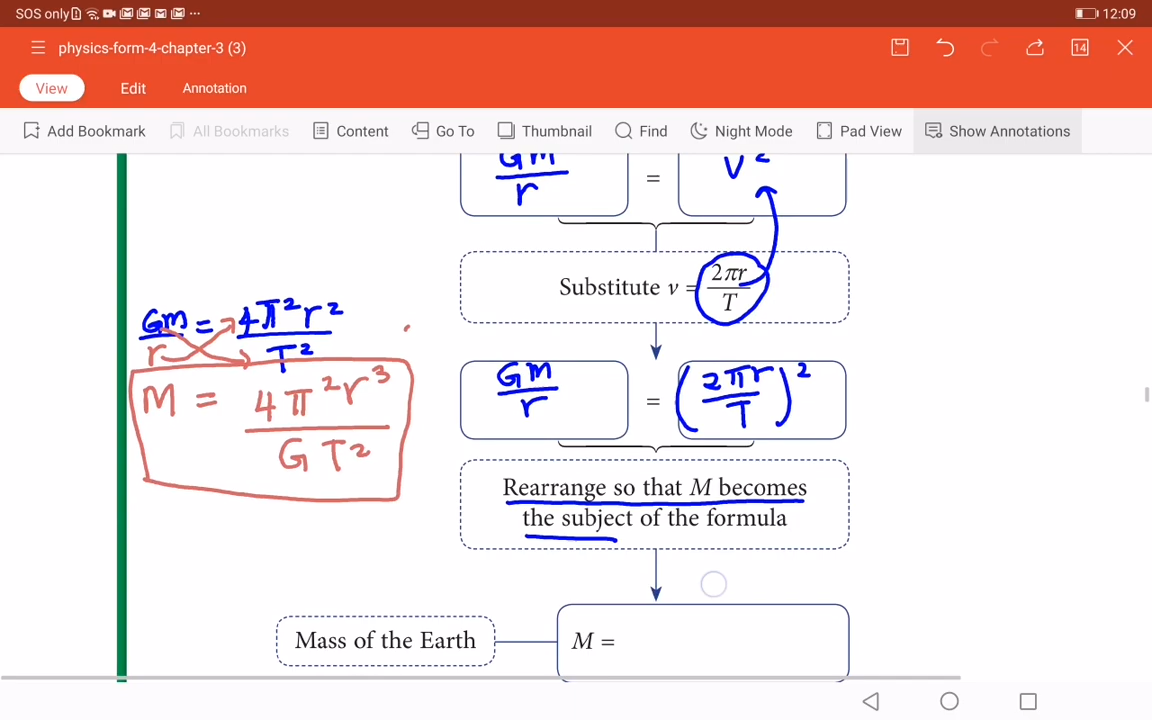 SOS only ... 12:09
physics-form-4-chapter-3 (3) 14
View Edit Annotation
Add Bookmark All Bookmarks Content Go To Thumbnail Find Night Mode Pad View Show Annotations
GM/r = v²
Substitute v = 2πr/T
GM/r = 4π²r²/T²
GM/r = (2πr/T)²
M = 4π²r³/GT²
Rearrange so that M becomes
the subject of the formula
Mass of the Earth M =